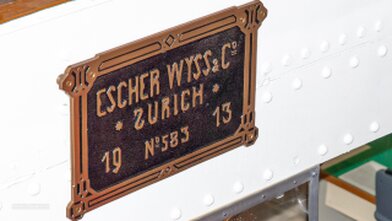 ESCHER WYSS & Cº
* ZURICH *
19 Nº 583 13